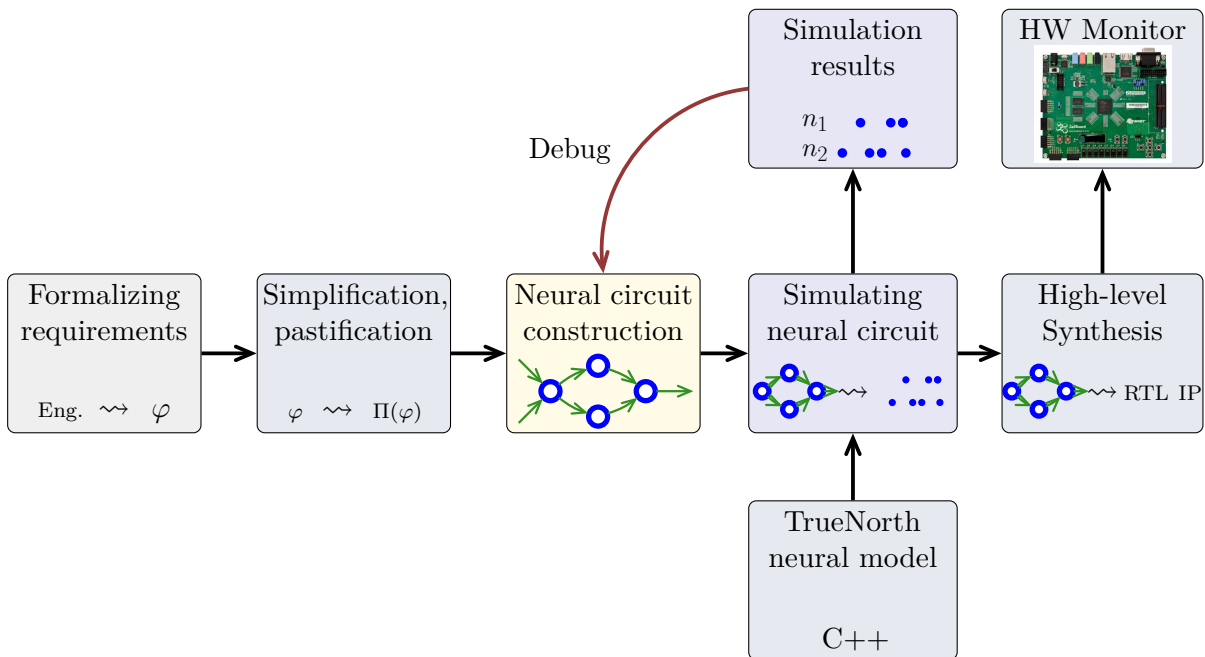 Simulation
results
n₁
n₂
HW Monitor
Debug
Formalizing
requirements
Eng. ⇝ φ
Simplification,
pastification
φ ⇝ Π(φ)
Neural circuit
construction
Simulating
neural circuit
⇝
High-level
Synthesis
⇝ RTL IP
TrueNorth
neural model
C++